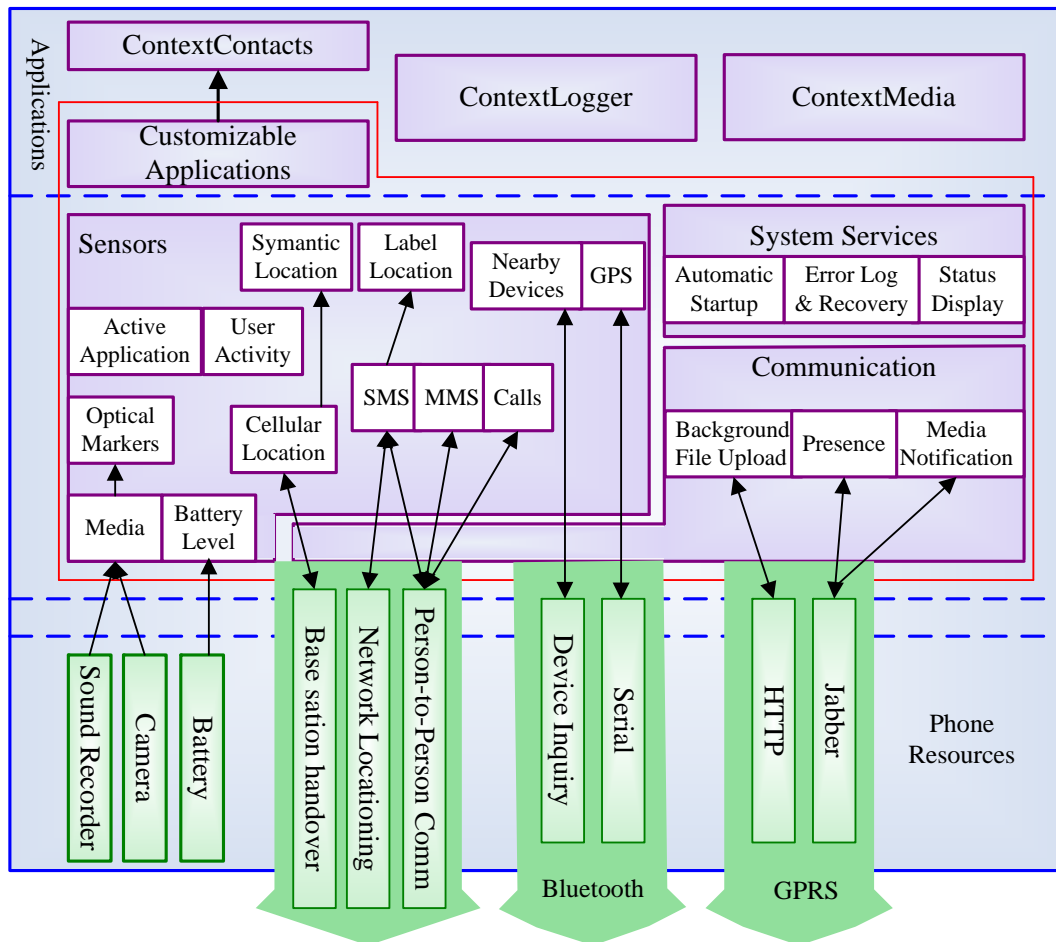 Applications
ContextContacts
ContextLogger
ContextMedia
Customizable
Applications
Sensors
Symantic
Location
Label
Location
Nearby
Devices
GPS
System Services
Automatic
Startup
Error Log
& Recovery
Status
Display
Active
Application
User
Activity
SMS
MMS
Calls
Communication
Optical
Markers
Cellular
Location
Background
File Upload
Presence
Media
Notification
Media
Battery
Level
Sound Recorder
Camera
Battery
Base sation handover
Network Locationing
Person-to-Person Comm
Device Inquiry
Serial
HTTP
Jabber
Phone
Resources
Bluetooth
GPRS